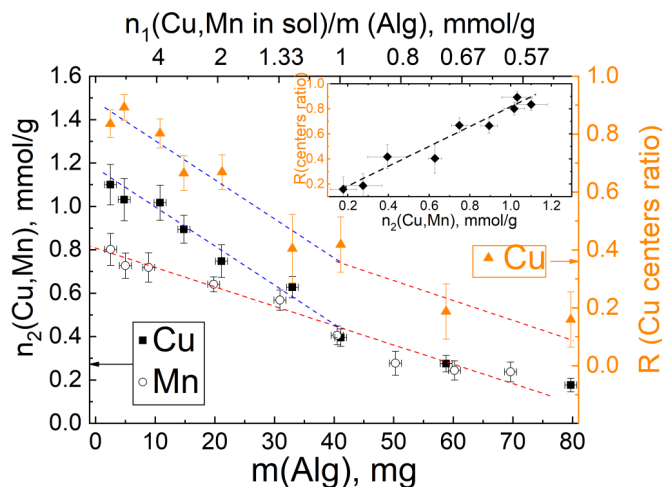 n₁(Cu,Mn in sol)/m (Alg), mmol/g
4 2 1.33 1 0.8 0.67 0.57
1.6
1.4
1.2
1.0
0.8
0.6
0.4
0.2
0.0
n₂(Cu,Mn), mmol/g
1.0
0.8
0.6
0.4
0.2
0.0
R (Cu centers ratio)
R(centers ratio)
1.0
0.8
0.6
0.4
0.2
0.2 0.4 0.6 0.8 1.0 1.2
n₂(Cu,Mn), mmol/g
Cu
Cu
Mn
0 10 20 30 40 50 60 70 80
m(Alg), mg